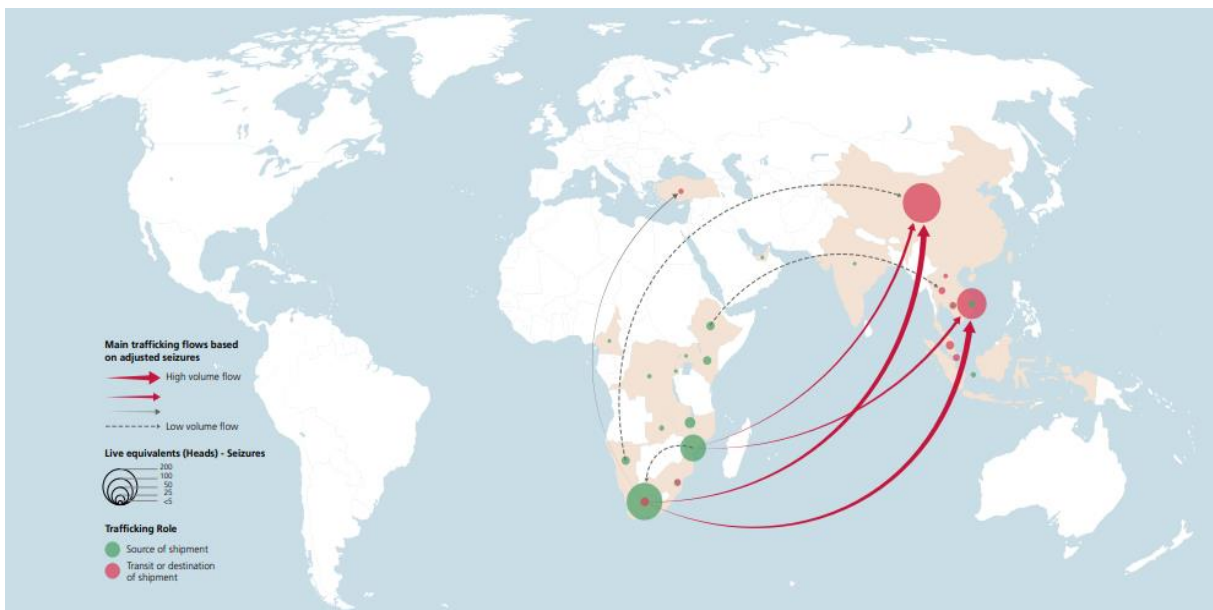 Main trafficking flows based
on adjusted seizures
High volume flow
Low volume flow
Live equivalents (Heads) - Seizures
200
100
50
25
<5
Trafficking Role
Source of shipment
Transit or destination
of shipment